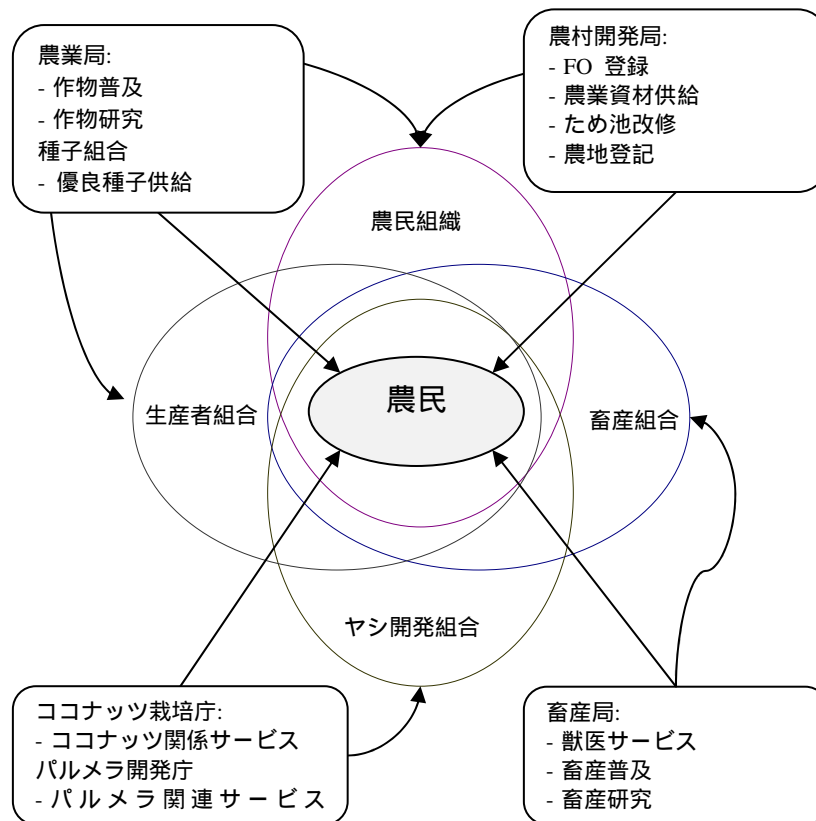 農業局:
- 作物普及
- 作物研究
種子組合
- 優良種子供給
農村開発局:
- FO 登録
- 農業資材供給
- ため池改修
- 農地登記
農民組織
農民
生産者組合
畜産組合
ヤシ開発組合
ココナッツ栽培庁:
- ココナッツ関係サービス
パルメラ開発庁
- パルメラ関連サービス
畜産局:
- 獣医サービス
- 畜産普及
- 畜産研究